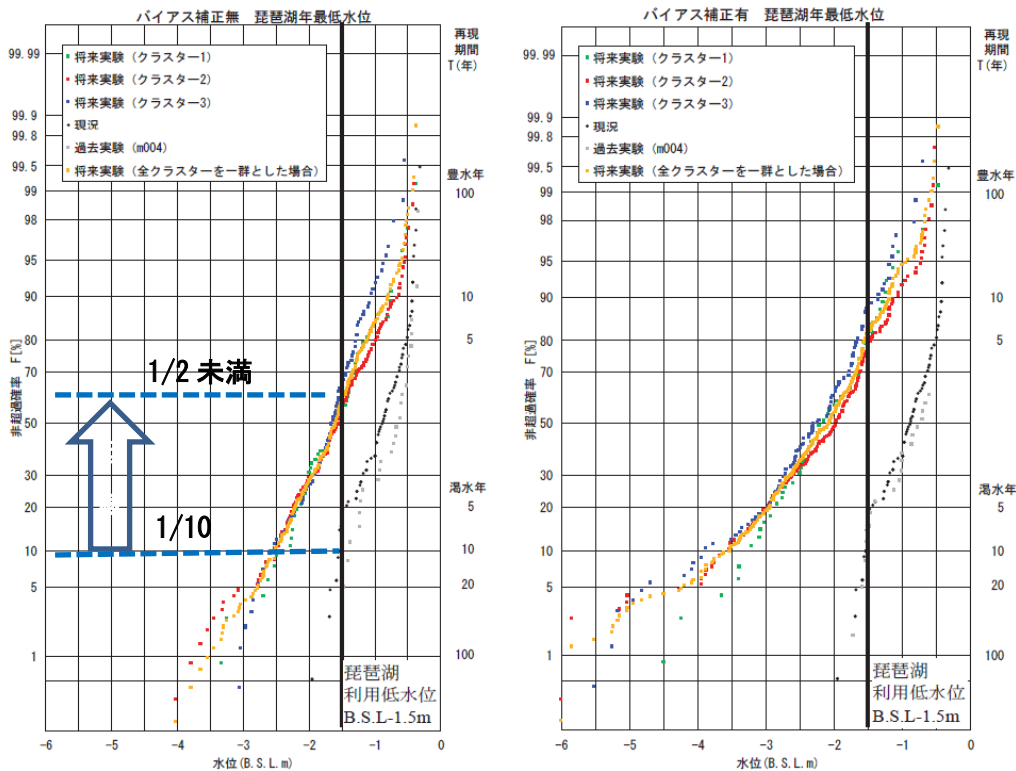 バイアス補正無 琵琶湖年最低水位
再現
期間
T(年)
99.99
99.9
99.8
99.5
99
98
95
90
80
70
50
30
20
10
5
1
非超過確率 F[%]
将来実験(クラスター1)
将来実験(クラスター2)
将来実験(クラスター3)
現況
過去実験(m004)
将来実験(全クラスターを一群とした場合)
豊水年
100
10
5
渇水年
5
10
20
100
1/2 未満
1/10
琵琶湖
利用低水位
B.S.L-1.5m
-6
-5
-4
-3
-2
-1
0
水位(B.S.L.m)
バイアス補正有 琵琶湖年最低水位
再現
期間
T(年)
99.99
99.9
99.8
99.5
99
98
95
90
80
70
50
30
20
10
5
1
非超過確率 F[%]
将来実験(クラスター1)
将来実験(クラスター2)
将来実験(クラスター3)
現況
過去実験(m004)
将来実験(全クラスターを一群とした場合)
豊水年
100
10
5
渇水年
5
10
20
100
琵琶湖
利用低水位
B.S.L-1.5m
-6
-5
-4
-3
-2
-1
0
水位(B.S.L.m)